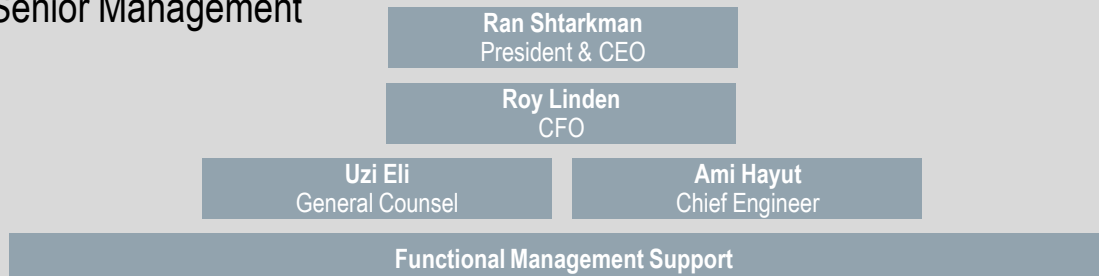 Senior Management
Ran Shtarkman
President & CEO
Roy Linden
CFO
Uzi Eli
General Counsel
Ami Hayut
Chief Engineer
Functional Management Support